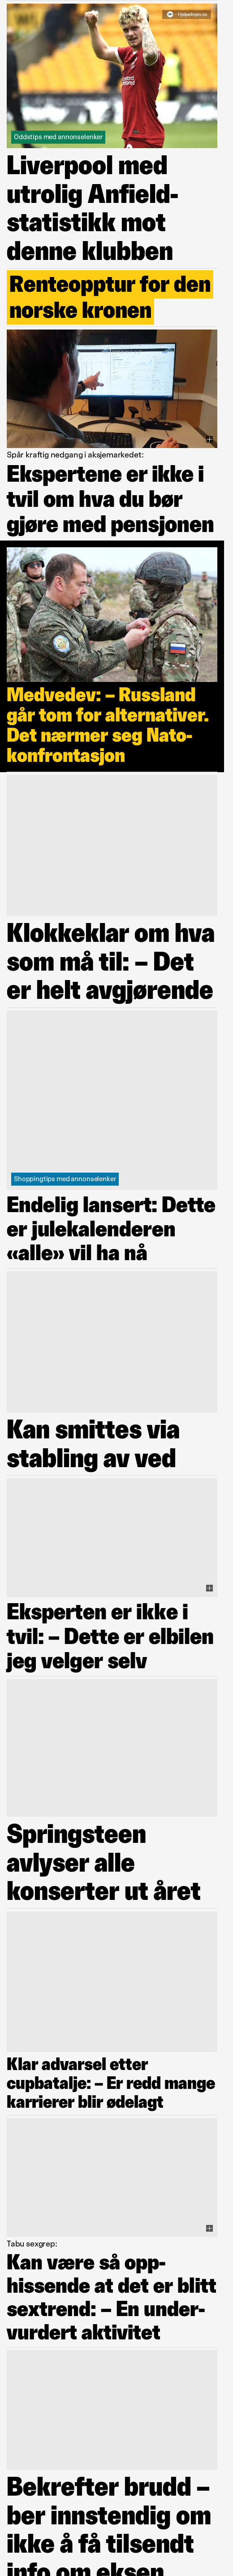 Hjelpelinjen.no
Oddstips med annonselenker
Liverpool med
utrolig Anfield-
statistikk mot
denne klubben
Renteopptur for den
norske kronen
Spår kraftig nedgang i aksjemarkedet:
Ekspertene er ikke i
tvil om hva du bør
gjøre med pensjonen
Medvedev: – Russland
går tom for alternativer.
Det nærmer seg Nato-
konfrontasjon
Klokkeklar om hva
som må til: – Det
er helt avgjørende
Shoppingtips med annonselenker
Endelig lansert: Dette
er julekalenderen
«alle» vil ha nå
Kan smittes via
stabling av ved
Eksperten er ikke i
tvil: – Dette er elbilen
jeg velger selv
Springsteen
avlyser alle
konserter ut året
Klar advarsel etter
cupbatalje: – Er redd mange
karrierer blir ødelagt
Tabu sexgrep:
Kan være så opp-
hissende at det er blitt
sextrend: – En under-
vurdert aktivitet
Bekrefter brudd –
ber innstendig om
ikke å få tilsendt
info om eksen